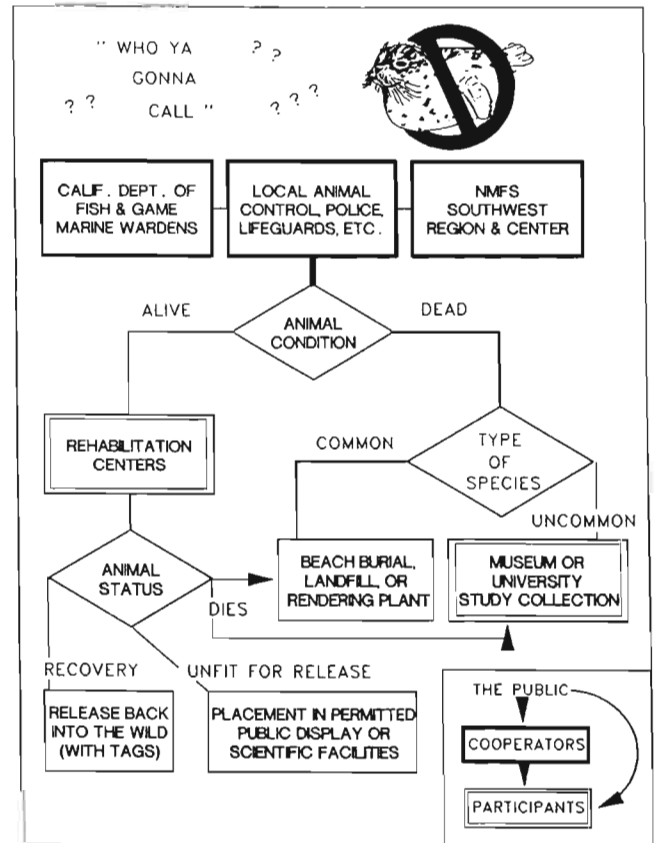 " WHO YA ? ?
GONNA
? ? CALL " ? ? ?
CALIF. DEPT. OF
FISH & GAME
MARINE WARDENS
LOCAL ANIMAL
CONTROL, POLICE,
LIFEGUARDS, ETC.
NMFS
SOUTHWEST
REGION & CENTER
ALIVE
ANIMAL
CONDITION
DEAD
REHABILITATION
CENTERS
COMMON
TYPE
OF
SPECIES
UNCOMMON
ANIMAL
STATUS
DIES
BEACH BURIAL,
LANDFILL, OR
RENDERING PLANT
MUSEUM OR
UNIVERSITY
STUDY COLLECTION
RECOVERY
UNFIT FOR RELEASE
RELEASE BACK
INTO THE WILD
(WITH TAGS)
PLACEMENT IN PERMITTED
PUBLIC DISPLAY OR
SCIENTIFIC FACILITIES
THE PUBLIC
COOPERATORS
PARTICIPANTS